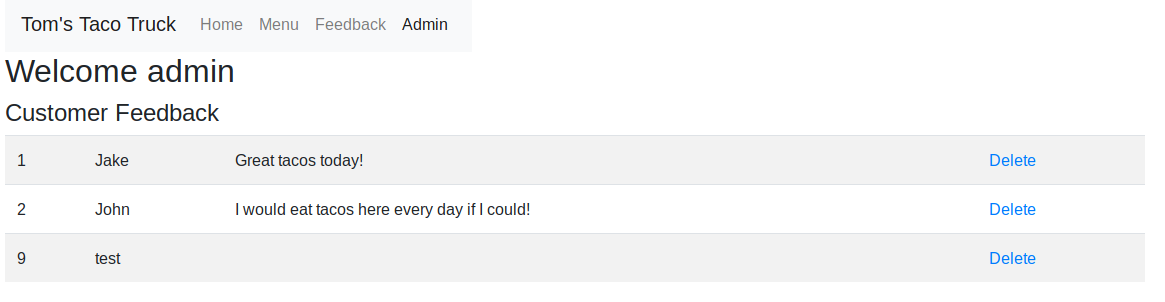 Tom's Taco Truck Home Menu Feedback Admin
Welcome admin
Customer Feedback
1 Jake Great tacos today! Delete
2 John I would eat tacos here every day if I could! Delete
9 test Delete